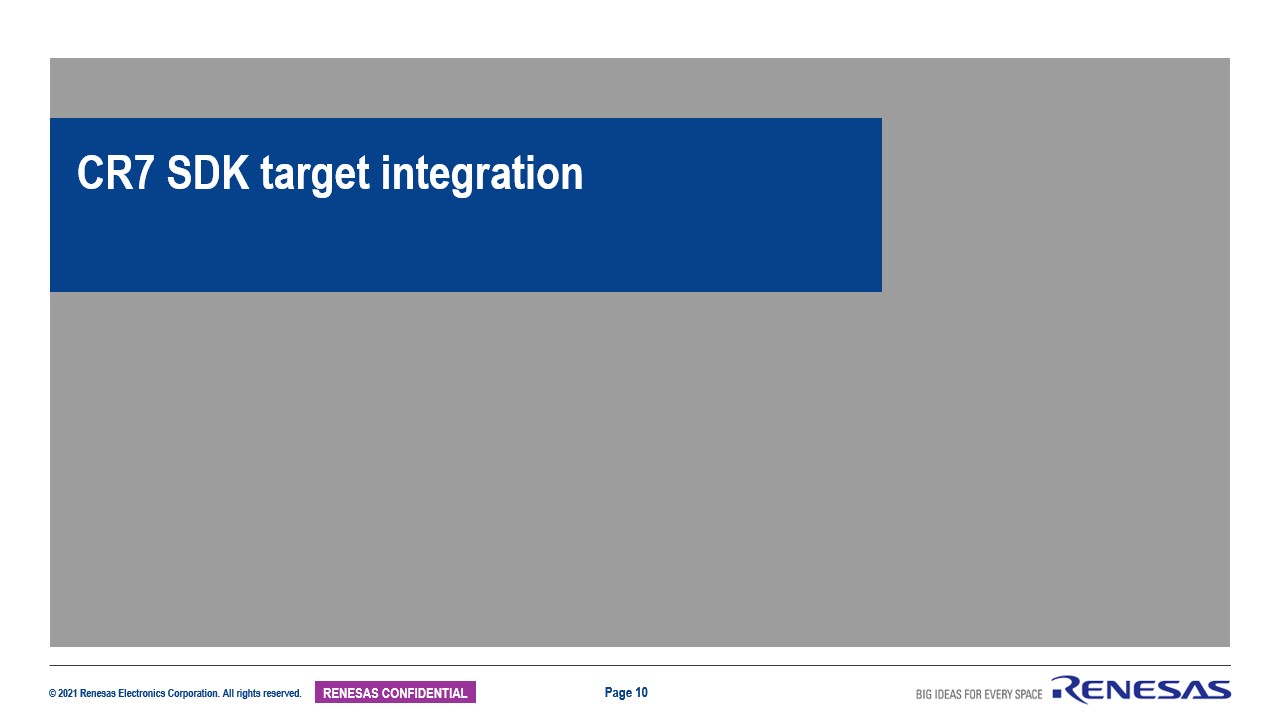 CR7 SDK target integration
© 2021 Renesas Electronics Corporation. All rights reserved.
RENESAS CONFIDENTIAL
Page 10
BIG IDEAS FOR EVERY SPACE
RENESAS